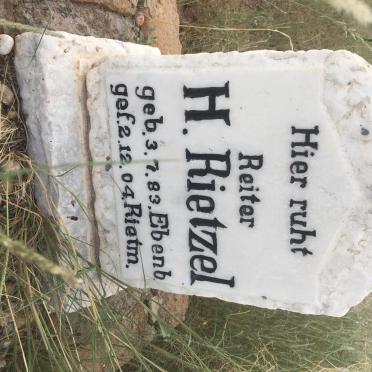 Hier ruht
Reiter
H. Rietzel
geb. 3. 7. 83. Ebenb
gef. 2. 12. 04. Rietm.